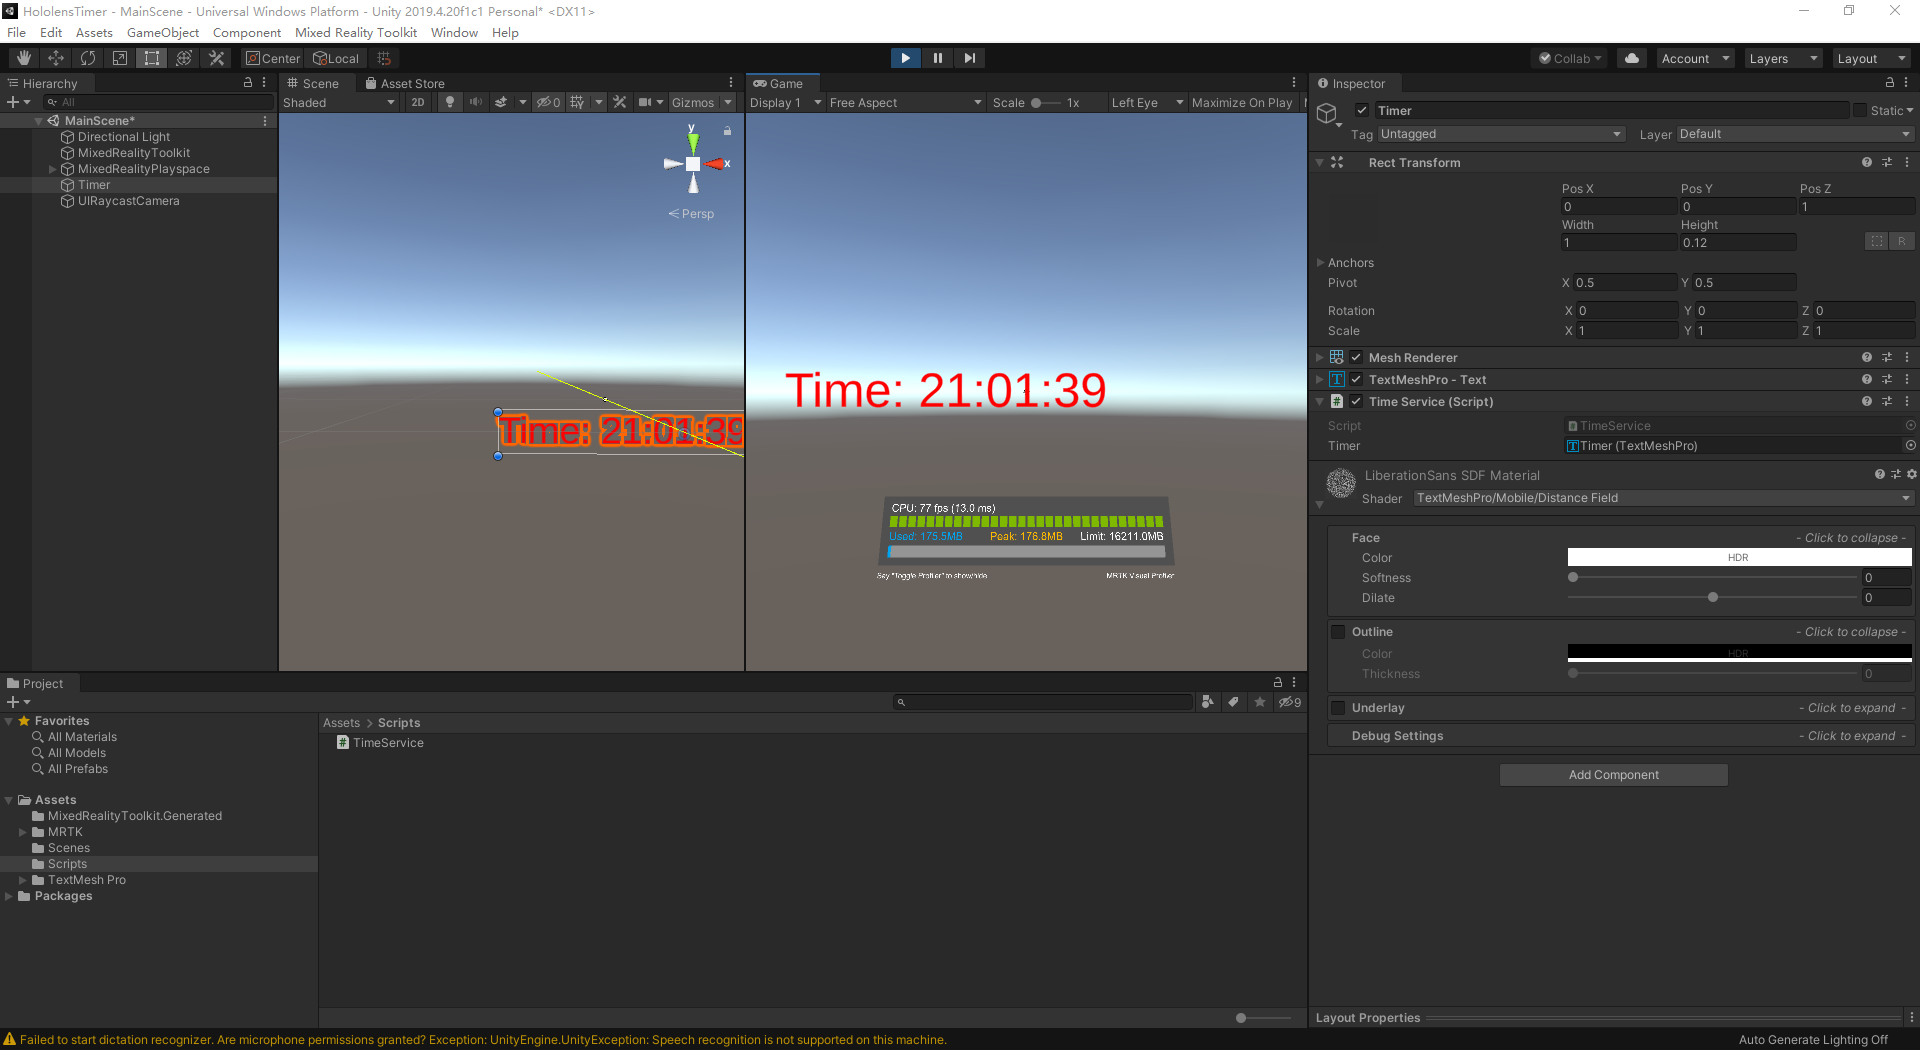 HololensTimer - MainScene - Universal Windows Platform - Unity 2019.4.20f1c1 Personal* <DX11>
File Edit Assets GameObject Component Mixed Reality Toolkit Window Help
Center Local Collab Account Layers Layout
Hierarchy
All
MainScene*
Directional Light
MixedRealityToolkit
MixedRealityPlayspace
Timer
UIRaycastCamera
Scene Asset Store
Shaded 2D 0 Gizmos
y
x
Persp
Time: 21:01:39
Game
Display 1 Free Aspect Scale 1x Left Eye Maximize On Play
Time: 21:01:39
CPU: 77 fps (13.0 ms)
Used: 175.5MB Peak: 176.8MB Limit: 16211.0MB
Say "Toggle Profiler" to show/hide MRTK Visual Profiler
Inspector
Timer Static
Tag Untagged Layer Default
Rect Transform
Pos X Pos Y Pos Z
0 0 1
Width Height
1 0.12 R
Anchors
Pivot X 0.5 Y 0.5
Rotation X 0 Y 0 Z 0
Scale X 1 Y 1 Z 1
Mesh Renderer
TextMeshPro - Text
Time Service (Script)
Script TimeService
Timer Timer (TextMeshPro)
LiberationSans SDF Material
Shader TextMeshPro/Mobile/Distance Field
Face - Click to collapse -
Color HDR
Softness 0
Dilate 0
Outline - Click to collapse -
Color HDR
Thickness 0
Underlay - Click to expand -
Debug Settings - Click to expand -
Add Component
Layout Properties
Project
9
Favorites
All Materials
All Models
All Prefabs
Assets
MixedRealityToolkit.Generated
MRTK
Scenes
Scripts
TextMesh Pro
Packages
Assets > Scripts
TimeService
Failed to start dictation recognizer. Are microphone permissions granted? Exception: UnityEngine.UnityException: Speech recognition is not supported on this machine.
Auto Generate Lighting Off